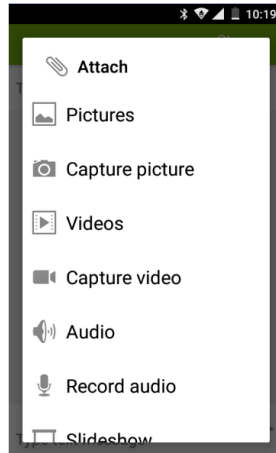 10:19
Attach
Pictures
Capture picture
Videos
Capture video
Audio
Record audio
Slideshow